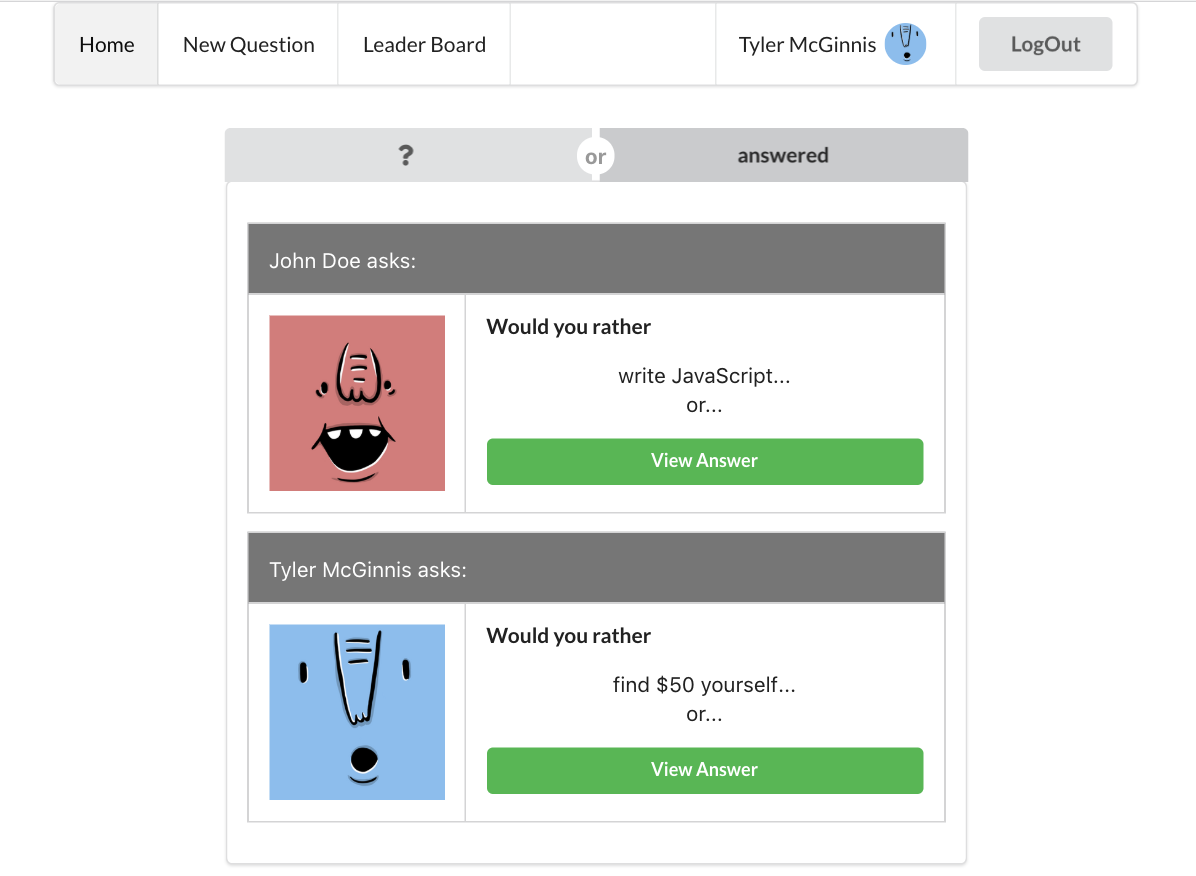 Home New Question Leader Board Tyler McGinnis LogOut
? or answered
John Doe asks:
Would you rather
write JavaScript...
or...
View Answer
Tyler McGinnis asks:
Would you rather
find $50 yourself...
or...
View Answer